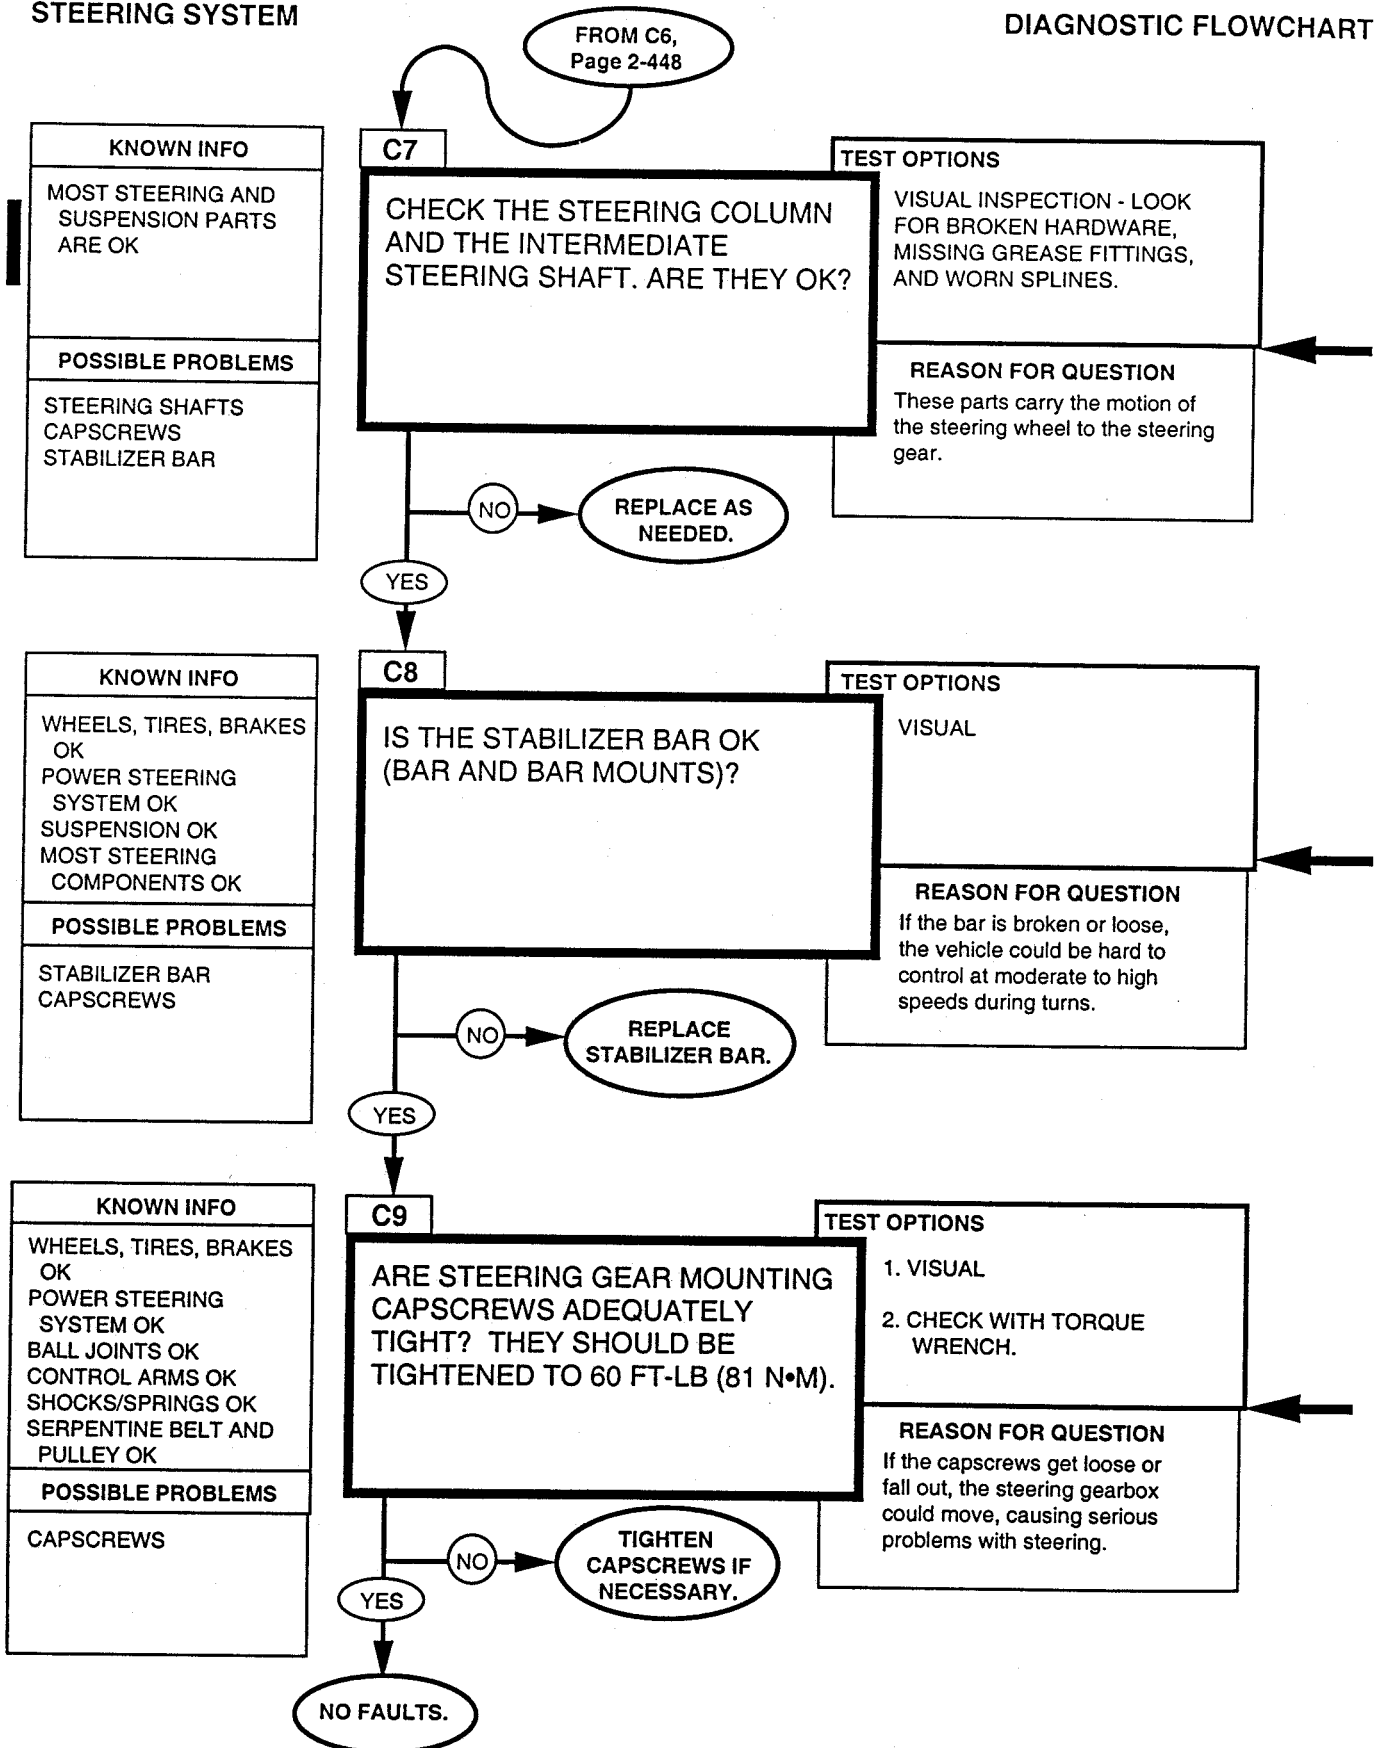 STEERING SYSTEM
DIAGNOSTIC FLOWCHART
FROM C6,
Page 2-448
KNOWN INFO
MOST STEERING AND
SUSPENSION PARTS
ARE OK
POSSIBLE PROBLEMS
STEERING SHAFTS
CAPSCREWS
STABILIZER BAR
C7
CHECK THE STEERING COLUMN
AND THE INTERMEDIATE
STEERING SHAFT. ARE THEY OK?
TEST OPTIONS
VISUAL INSPECTION - LOOK
FOR BROKEN HARDWARE,
MISSING GREASE FITTINGS,
AND WORN SPLINES.
REASON FOR QUESTION
These parts carry the motion of
the steering wheel to the steering
gear.
NO
REPLACE AS
NEEDED.
YES
KNOWN INFO
WHEELS, TIRES, BRAKES
OK
POWER STEERING
SYSTEM OK
SUSPENSION OK
MOST STEERING
COMPONENTS OK
POSSIBLE PROBLEMS
STABILIZER BAR
CAPSCREWS
C8
IS THE STABILIZER BAR OK
(BAR AND BAR MOUNTS)?
TEST OPTIONS
VISUAL
REASON FOR QUESTION
If the bar is broken or loose,
the vehicle could be hard to
control at moderate to high
speeds during turns.
NO
REPLACE
STABILIZER BAR.
YES
KNOWN INFO
WHEELS, TIRES, BRAKES
OK
POWER STEERING
SYSTEM OK
BALL JOINTS OK
CONTROL ARMS OK
SHOCKS/SPRINGS OK
SERPENTINE BELT AND
PULLEY OK
POSSIBLE PROBLEMS
CAPSCREWS
C9
ARE STEERING GEAR MOUNTING
CAPSCREWS ADEQUATELY
TIGHT? THEY SHOULD BE
TIGHTENED TO 60 FT-LB (81 N•M).
TEST OPTIONS
1. VISUAL
2. CHECK WITH TORQUE
WRENCH.
REASON FOR QUESTION
If the capscrews get loose or
fall out, the steering gearbox
could move, causing serious
problems with steering.
NO
TIGHTEN
CAPSCREWS IF
NECESSARY.
YES
NO FAULTS.